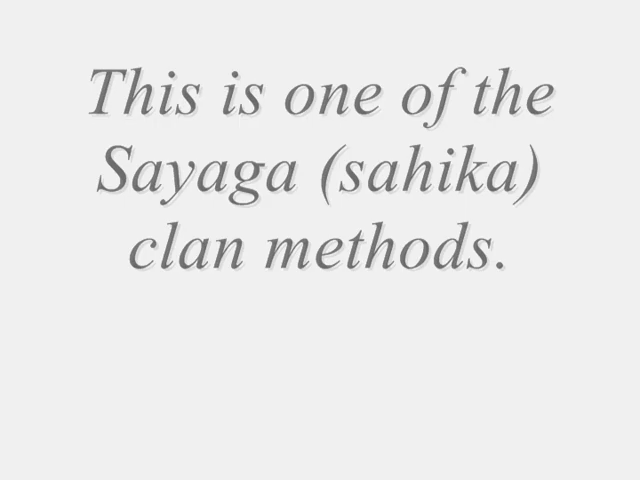 This is one of the
Sayaga (sahika)
clan methods.